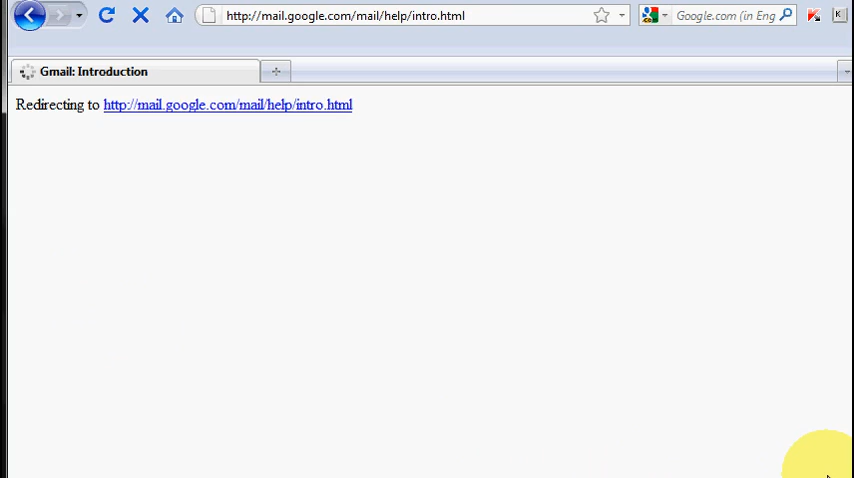 http://mail.google.com/mail/help/intro.html
Google.com (in Eng
K
Gmail: Introduction
Redirecting to http://mail.google.com/mail/help/intro.html